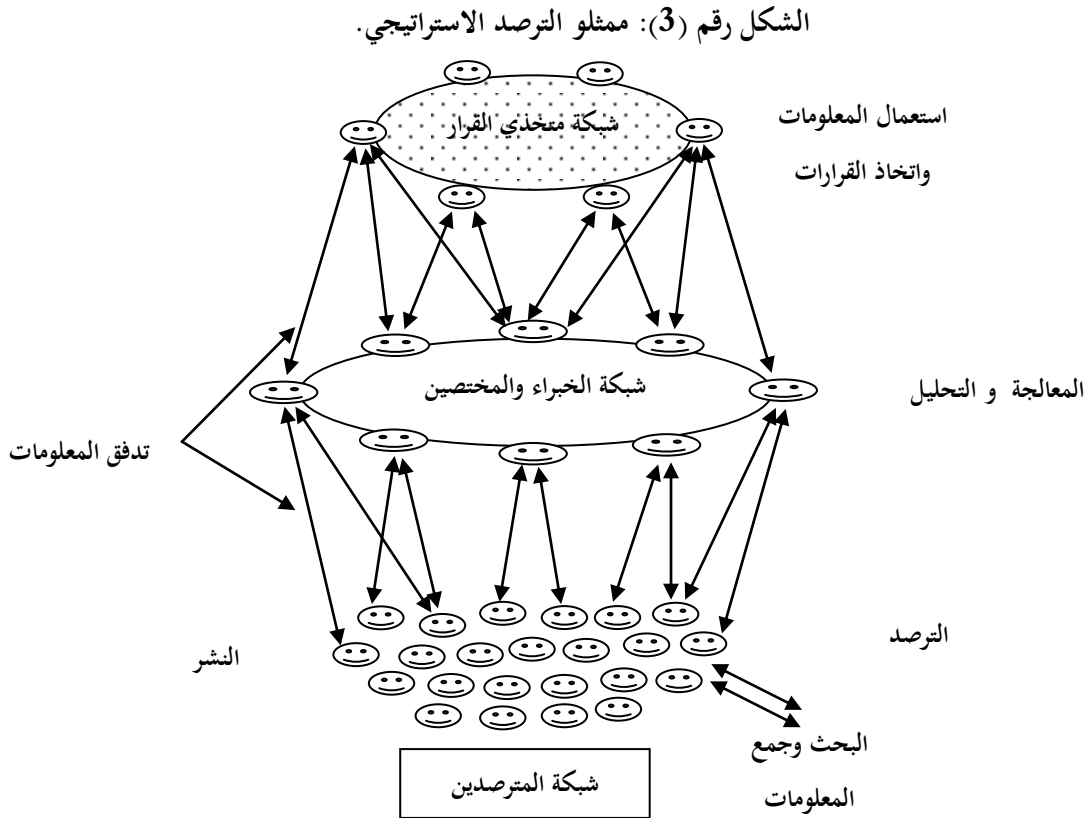 الشكل رقم (3): ممثلو الترصد الاستراتيجي.
شبكة متخذي القرار
استعمال المعلومات
واتخاذ القرارات
شبكة الخبراء والمختصين
المعالجة و التحليل
تدفق المعلومات
الترصد
النشر
البحث وجمع
المعلومات
شبكة المترصدين